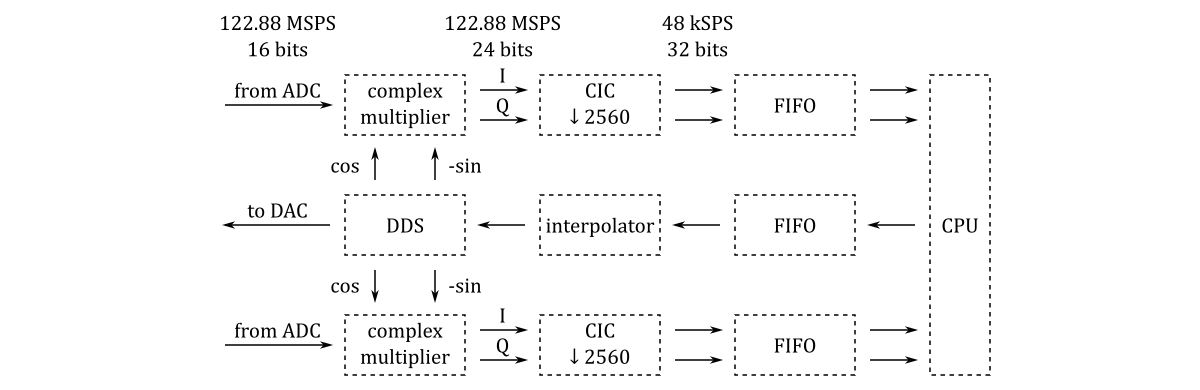 122.88 MSPS
16 bits
122.88 MSPS
24 bits
48 kSPS
32 bits
from ADC
complex
multiplier
I
Q
CIC
↓2560
FIFO
cos
-sin
to DAC
DDS
interpolator
FIFO
CPU
cos
-sin
from ADC
complex
multiplier
I
Q
CIC
↓2560
FIFO